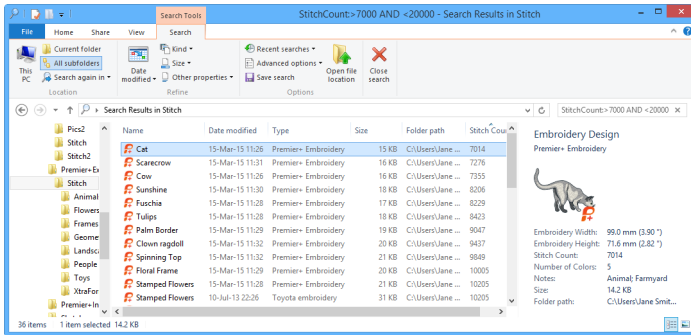 Search Tools
StitchCount:>7000 AND <20000 - Search Results in Stitch
File Home Share View Search
This PC
Current folder
All subfolders
Search again in
Location
Date modified
Kind
Size
Other properties
Refine
Recent searches
Advanced options
Save search
Open file location
Options
Close search
Search Results in Stitch
StitchCount:>7000 AND <20000
Pics2
Stitch
Stitch2
Premier+E
Stitch
Animal
Flowers
Frames
Geome
Landsc
People
Toys
XtraFor
Premier+In
Name Date modified Type Size Folder path Stitch Coun
Cat 15-Mar-15 11:26 Premier+ Embroidery 15 KB C:\Users\Jane ... 7014
Scarecrow 15-Mar-15 11:31 Premier+ Embroidery 16 KB C:\Users\Jane ... 7276
Cow 15-Mar-15 11:26 Premier+ Embroidery 16 KB C:\Users\Jane ... 7355
Sunshine 15-Mar-15 11:30 Premier+ Embroidery 18 KB C:\Users\Jane ... 8206
Fuschia 15-Mar-15 11:28 Premier+ Embroidery 17 KB C:\Users\Jane ... 8229
Tulips 15-Mar-15 11:28 Premier+ Embroidery 18 KB C:\Users\Jane ... 8423
Palm Border 15-Mar-15 11:29 Premier+ Embroidery 19 KB C:\Users\Jane ... 9047
Clown ragdoll 15-Mar-15 11:32 Premier+ Embroidery 20 KB C:\Users\Jane ... 9437
Spinning Top 15-Mar-15 11:32 Premier+ Embroidery 21 KB C:\Users\Jane ... 9849
Floral Frame 15-Mar-15 11:29 Premier+ Embroidery 20 KB C:\Users\Jane ... 10005
Stamped Flowers 15-Mar-15 11:28 Premier+ Embroidery 21 KB C:\Users\Jane ... 10205
Stamped Flowers 10-Jul-13 22:26 Toyota embroidery 31 KB C:\Users\Jane ... 10205
Embroidery Design
Premier+ Embroidery
Embroidery Width: 99.0 mm (3.90 ")
Embroidery Height: 71.6 mm (2.82 ")
Stitch Count: 7014
Number of Colors: 5
Notes: Animal; Farmyard
Size: 14.2 KB
Folder path: C:\Users\Jane Smit...
36 items 1 item selected 14.2 KB